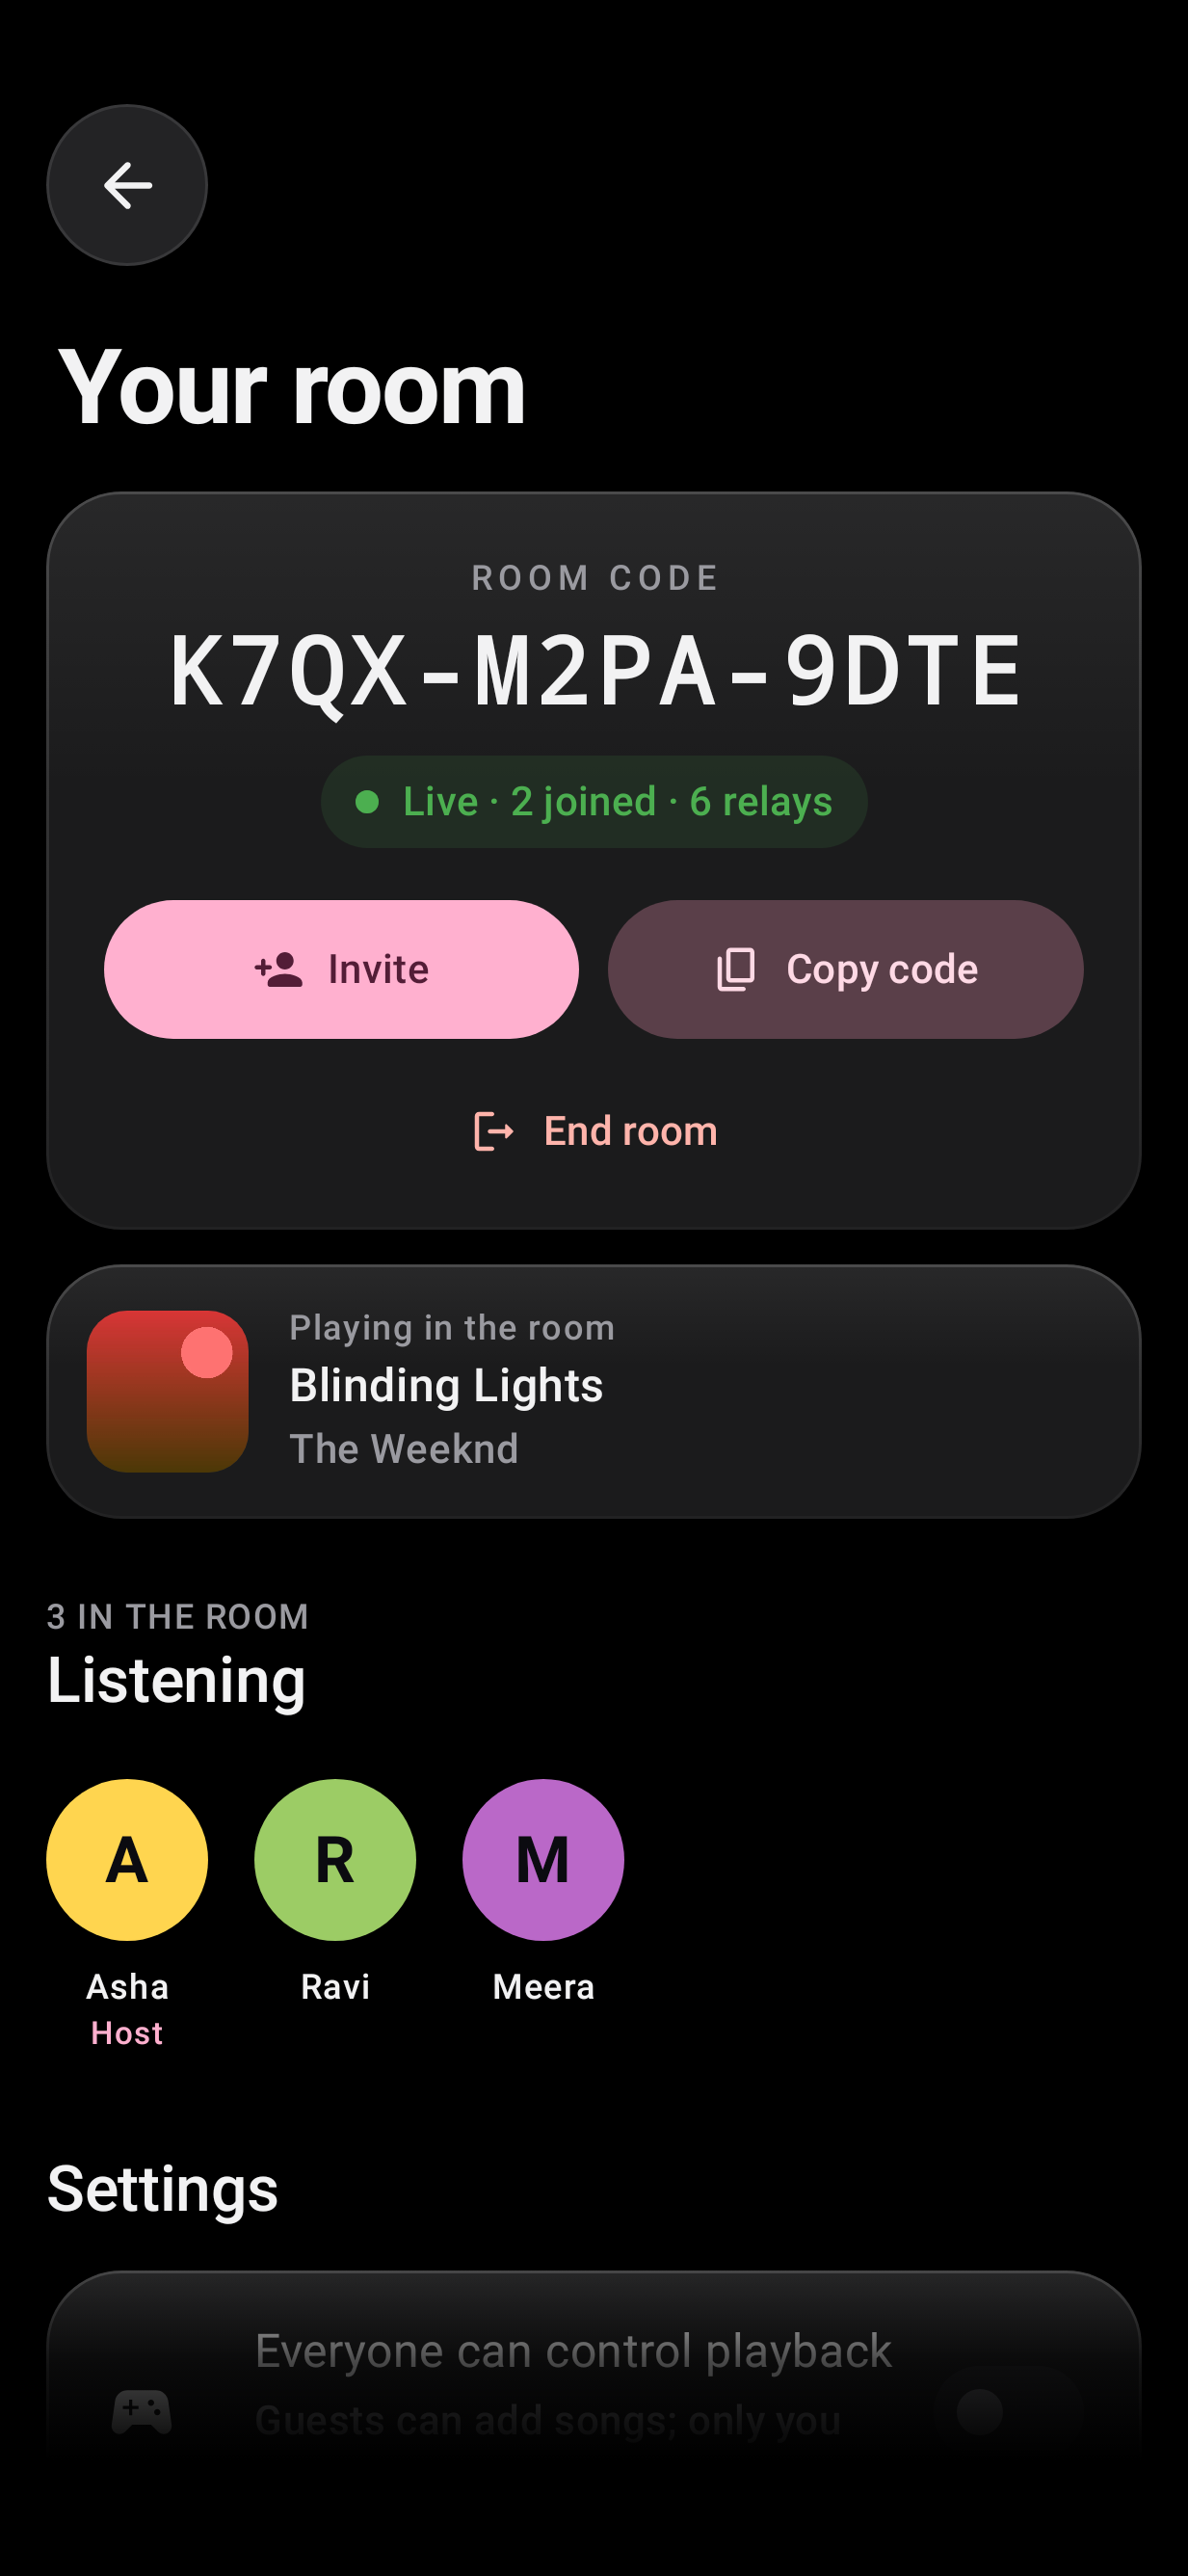 Your room
ROOM CODE
K7QX-M2PA-9DTE
Live · 2 joined · 6 relays
Invite
Copy code
End room
Playing in the room
Blinding Lights
The Weeknd
3 IN THE ROOM
Listening
A
R
M
Asha
Ravi
Meera
Host
Settings
Everyone can control playback
Guests can add songs; only you